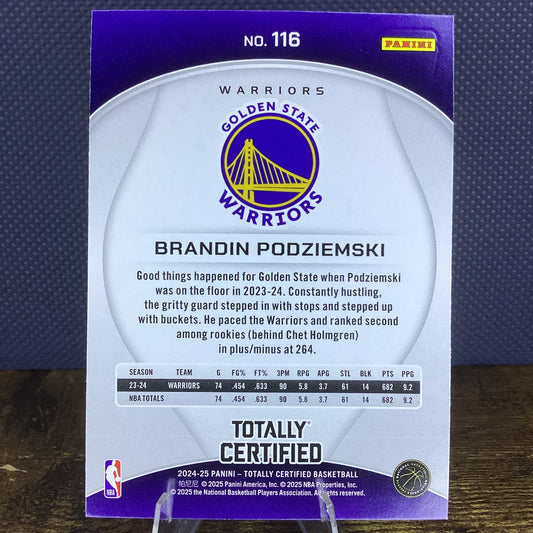 NO. 116
PANINI
WARRIORS
GOLDEN STATE
WARRIORS
BRANDIN PODZIEMSKI
Good things happened for Golden State when Podziemski
was on the floor in 2023-24. Constantly hustling,
the gritty guard stepped in with stops and stepped up
with buckets. He paced the Warriors and ranked second
among rookies (behind Chet Holmgren)
in plus/minus at 264.
SEASON TEAM G FG% FT% 3PM RPG APG STL BLK PTS PPG
23-24 WARRIORS 74 .454 .633 90 5.8 3.7 61 14 682 9.2
NBA TOTALS 74 .454 .633 90 5.8 3.7 61 14 682 9.2
TOTALLY
CERTIFIED
2024-25 PANINI – TOTALLY CERTIFIED BASKETBALL
帕尼尼 © 2025 Panini America, Inc. © 2025 NBA Properties, Inc.
© 2025 the National Basketball Players Association. All rights reserved.
NBA